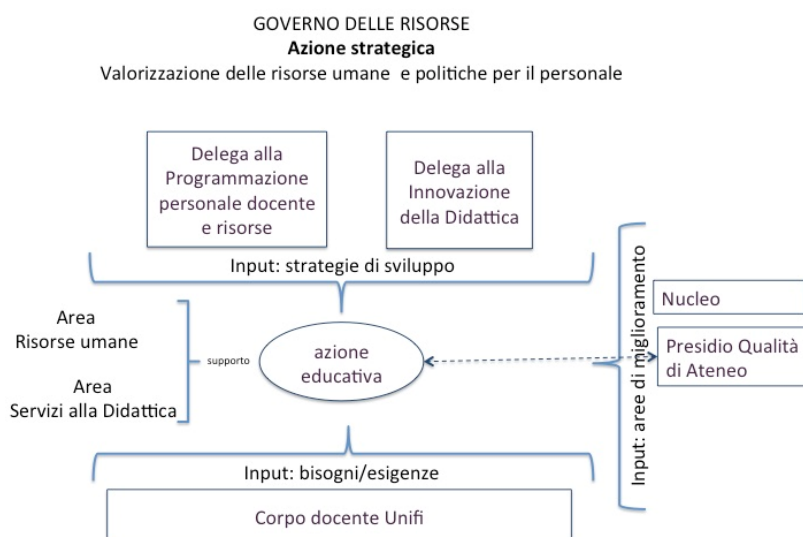 GOVERNO DELLE RISORSE
Azione strategica
Valorizzazione delle risorse umane e politiche per il personale
Delega alla
Programmazione
personale docente
e risorse
Delega alla
Innovazione
della Didattica
Input: strategie di sviluppo
Area
Risorse umane
Area
Servizi alla Didattica
supporto
azione
educativa
Input: aree di miglioramento
Nucleo
Presidio Qualità
di Ateneo
Input: bisogni/esigenze
Corpo docente Unifi